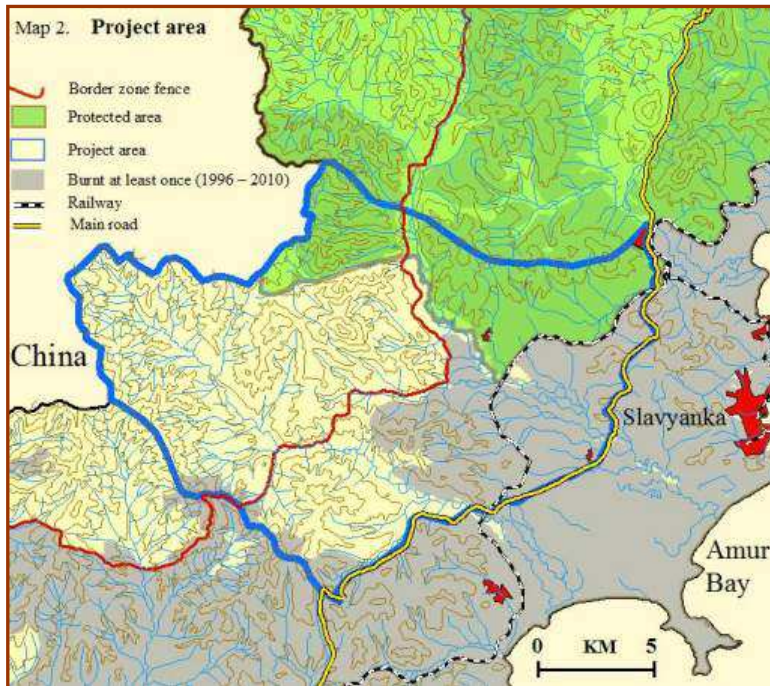 Map 2. Project area
Border zone fence
Protected area
Project area
Burnt at least once (1996 – 2010)
Railway
Main road
China
Slavyanka
Amur
Bay
0 KM 5